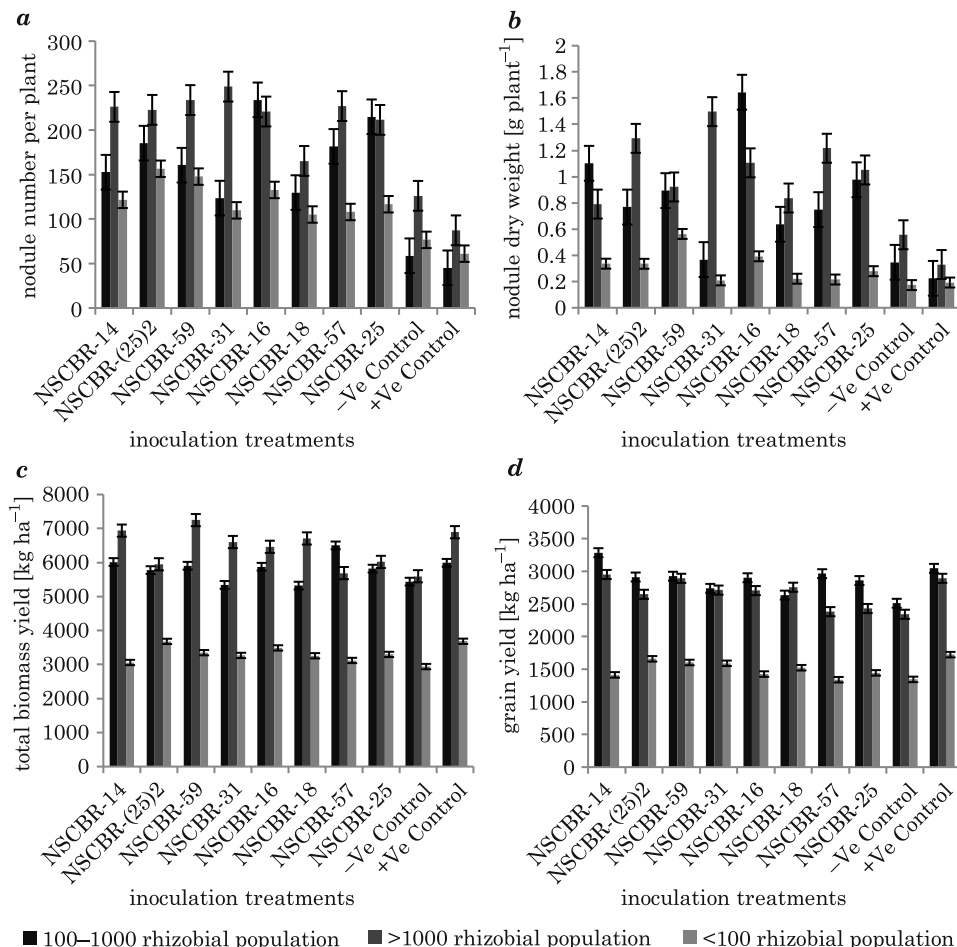 a
nodule number per plant
300
250
200
150
100
50
0
NSCBR-14
NSCBR-(25)2
NSCBR-59
NSCBR-31
NSCBR-16
NSCBR-18
NSCBR-57
NSCBR-25
–Ve Control
+Ve Control
inoculation treatments
b
nodule dry weight [g plant⁻¹]
2
1.8
1.6
1.4
1.2
1
0.8
0.6
0.4
0.2
0
NSCBR-14
NSCBR-(25)2
NSCBR-59
NSCBR-31
NSCBR-16
NSCBR-18
NSCBR-57
NSCBR-25
–Ve Control
+Ve Control
inoculation treatments
c
total biomass yield [kg ha⁻¹]
8000
7000
6000
5000
4000
3000
2000
1000
0
NSCBR-14
NSCBR-(25)2
NSCBR-59
NSCBR-31
NSCBR-16
NSCBR-18
NSCBR-57
NSCBR-25
–Ve Control
+Ve Control
inoculation treatments
d
grain yield [kg ha⁻¹]
4000
3500
3000
2500
2000
1500
1000
500
0
NSCBR-14
NSCBR-(25)2
NSCBR-59
NSCBR-31
NSCBR-16
NSCBR-18
NSCBR-57
NSCBR-25
–Ve Control
+Ve Control
inoculation treatments
100–1000 rhizobial population >1000 rhizobial population <100 rhizobial population